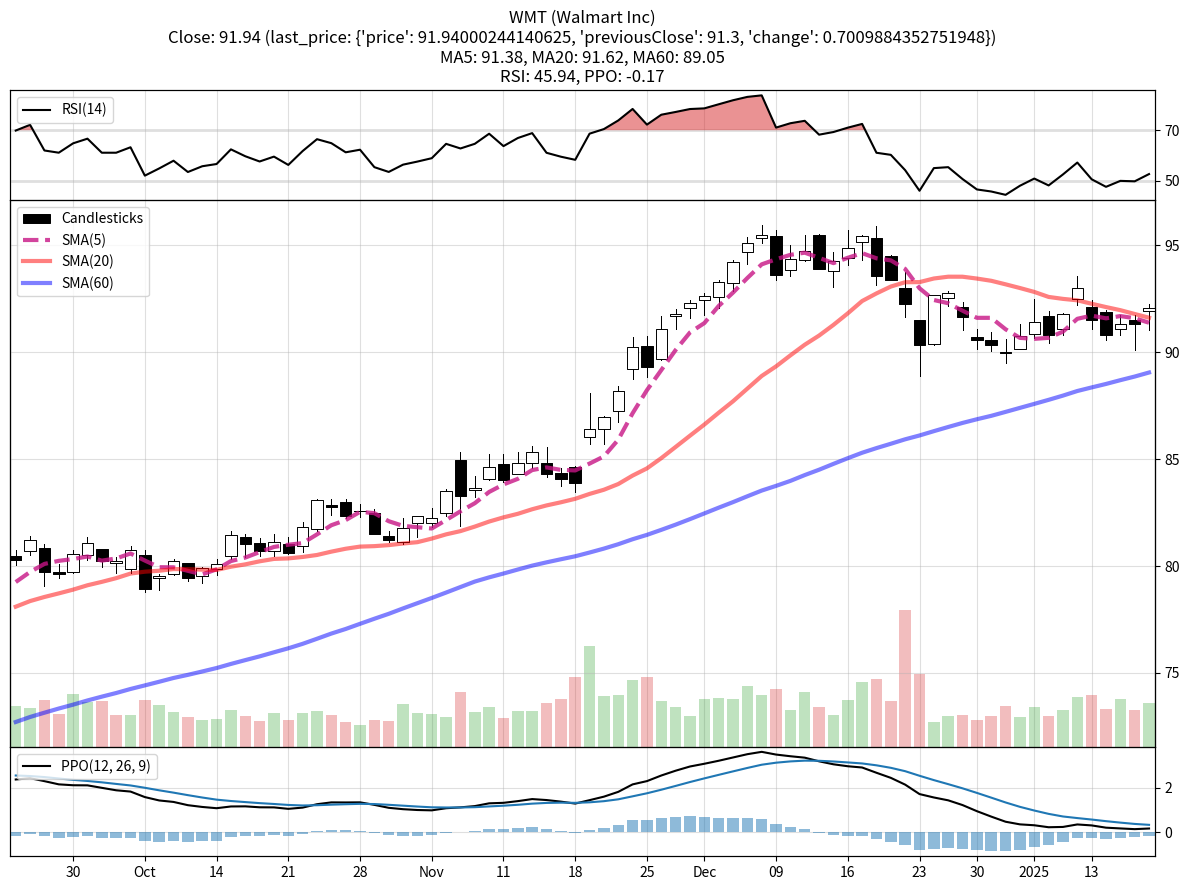 WMT (Walmart Inc)
Close: 91.94 (last_price: {'price': 91.94000244140625, 'previousClose': 91.3, 'change': 0.7009884352751948})
MA5: 91.38, MA20: 91.62, MA60: 89.05
RSI: 45.94, PPO: -0.17
RSI(14)
70
50
Candlesticks
SMA(5)
SMA(20)
SMA(60)
95
90
85
80
75
PPO(12, 26, 9)
2
0
30 Oct 14 21 28 Nov 11 18 25 Dec 09 16 23 30 2025 13